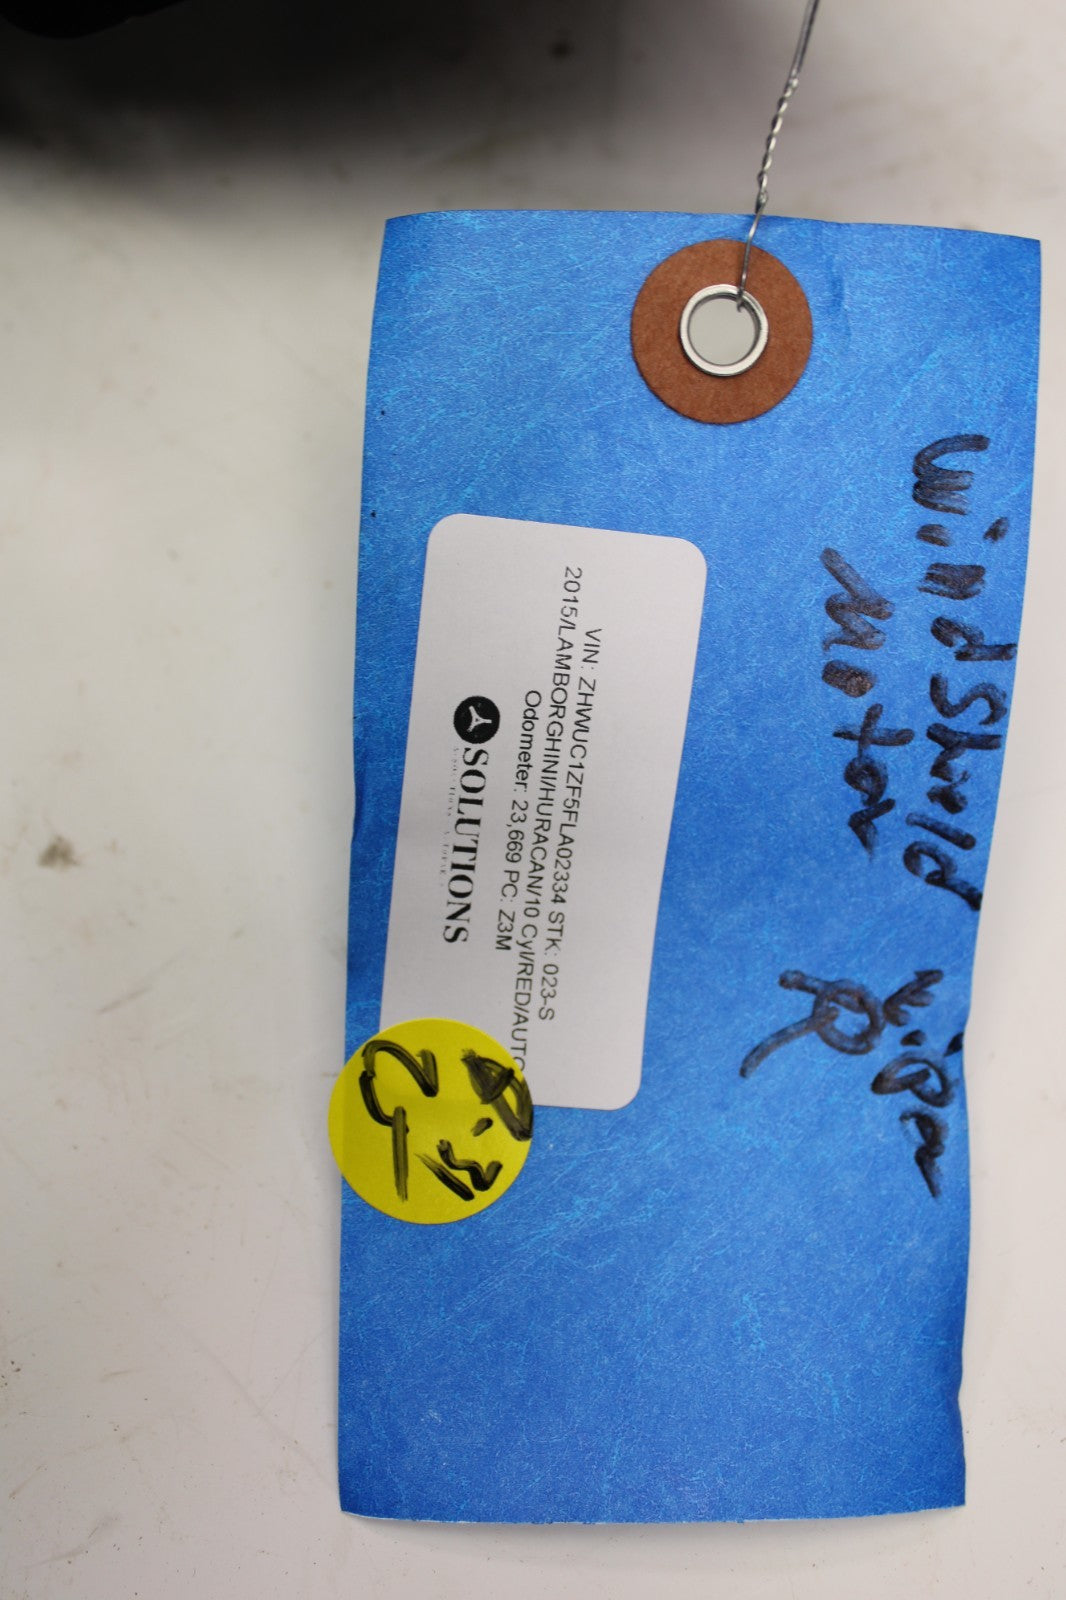 Windshield wiper
Motor R
VIN: ZHWUC1ZF5FLA02334 STK: 023-S
2015/LAMBORGHINI/HURACAN/10 Cyl/RED/AUTO
Odometer: 23,669 PC: Z3M
SOLUTIONS